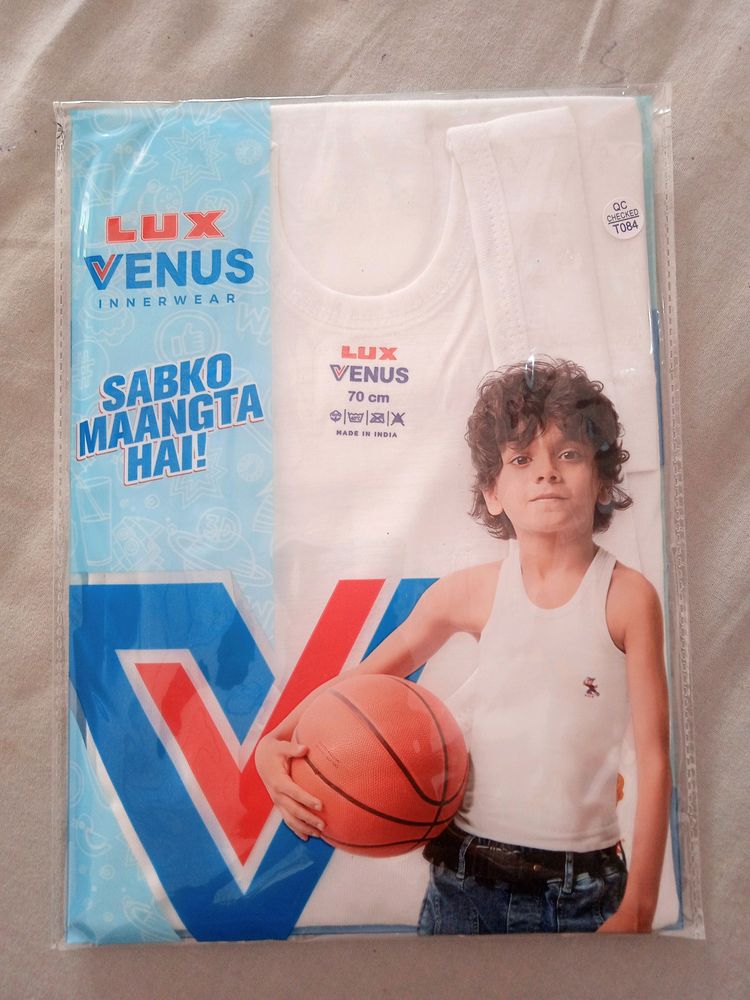 LUX
VENUS
INNERWEAR
SABKO
MAANGTA
HAI!
QC
CHECKED
T084
LUX
VENUS
70 cm
MADE IN INDIA